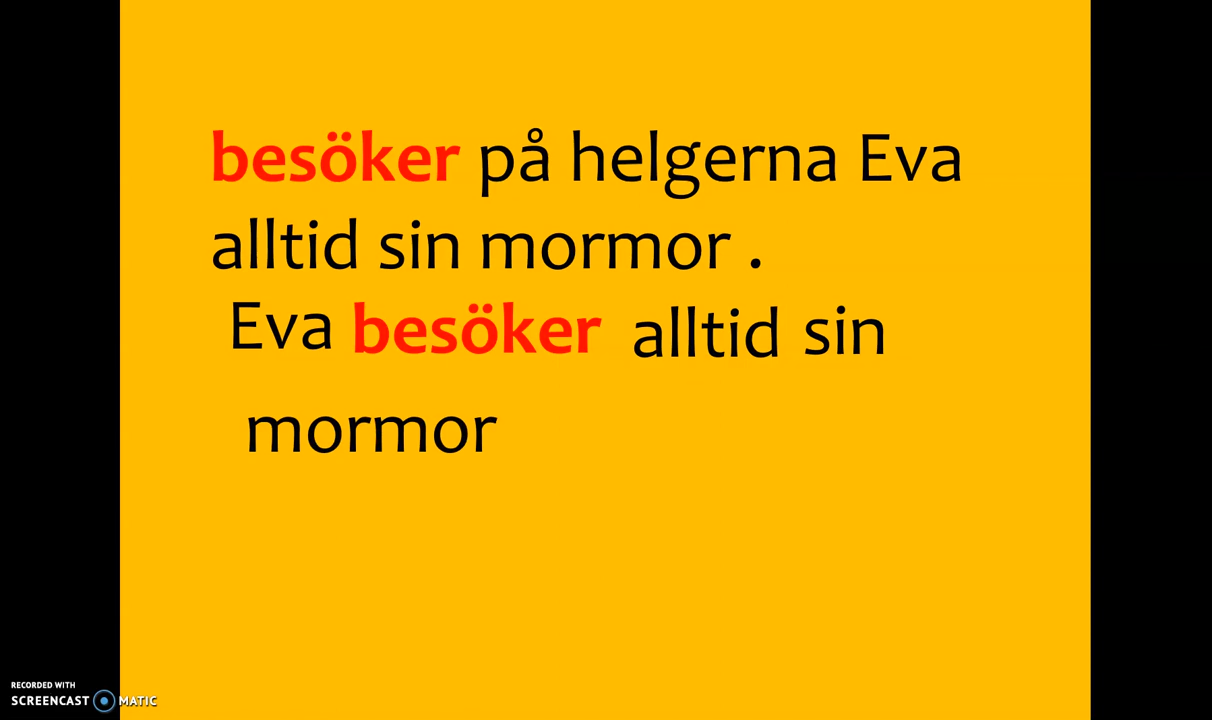 besöker på helgerna Eva
alltid sin mormor .
Eva besöker alltid sin
mormor
RECORDED WITH
SCREENCAST MATIC